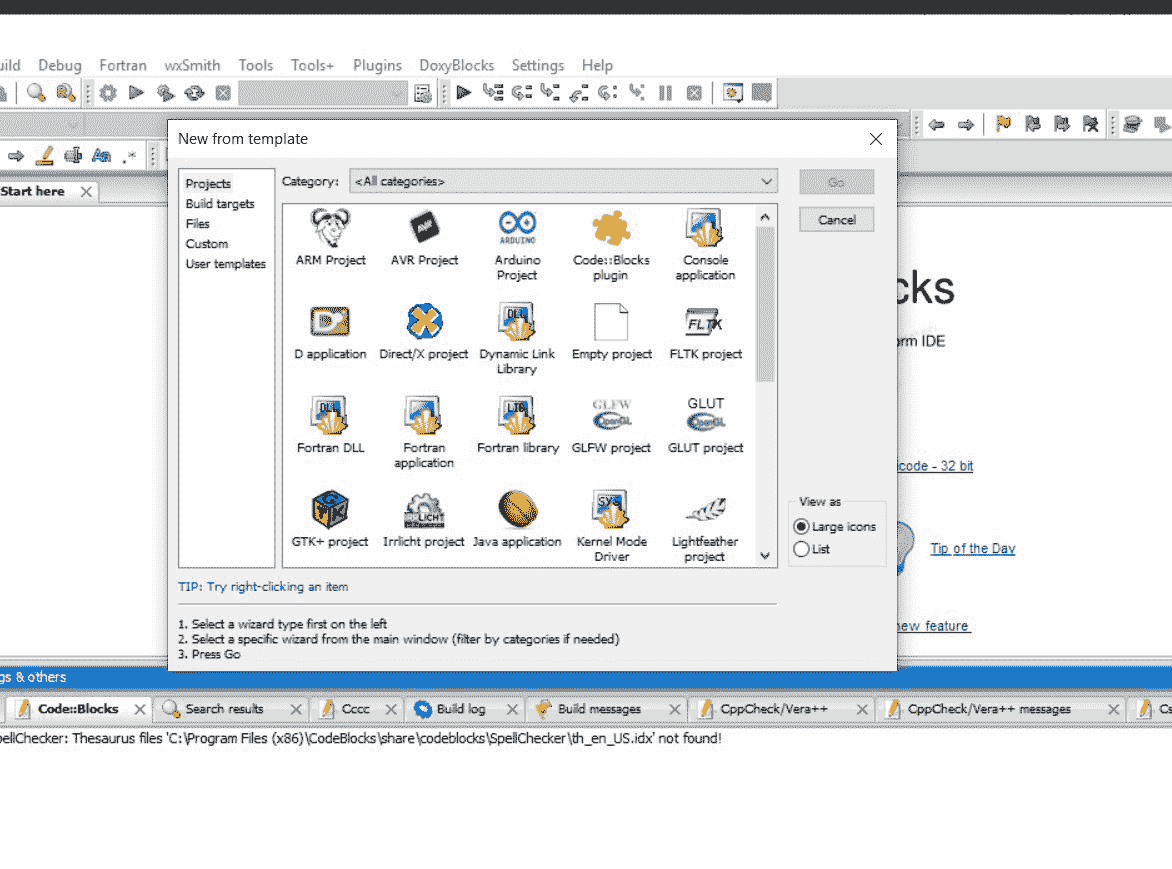 Debug Fortran wxSmith Tools Tools+ Plugins DoxyBlocks Settings Help
Start here
New from template
Projects
Build targets
Files
Custom
User templates
Category: <All categories>
Go
Cancel
ARM Project
AVR Project
Arduino
Project
Code::Blocks
plugin
Console
application
D application
Direct/X project
Dynamic Link
Library
Empty project
FLTK project
Fortran DLL
Fortran
application
Fortran library
GLFW project
GLUT project
GTK+ project
Irrlicht project
Java application
Kernel Mode
Driver
Lightfeather
project
View as
Large icons
List
TIP: Try right-clicking an item
1. Select a wizard type first on the left
2. Select a specific wizard from the main window (filter by categories if needed)
3. Press Go
cks
rm IDE
icode - 32 bit
Tip of the Day
new feature
gs & others
Code::Blocks
Search results
Cccc
Build log
Build messages
CppCheck/Vera++
CppCheck/Vera++ messages
Cs
ellChecker: Thesaurus files 'C:\Program Files (x86)\CodeBlocks\share\codeblocks\SpellChecker\th_en_US.idx' not found!